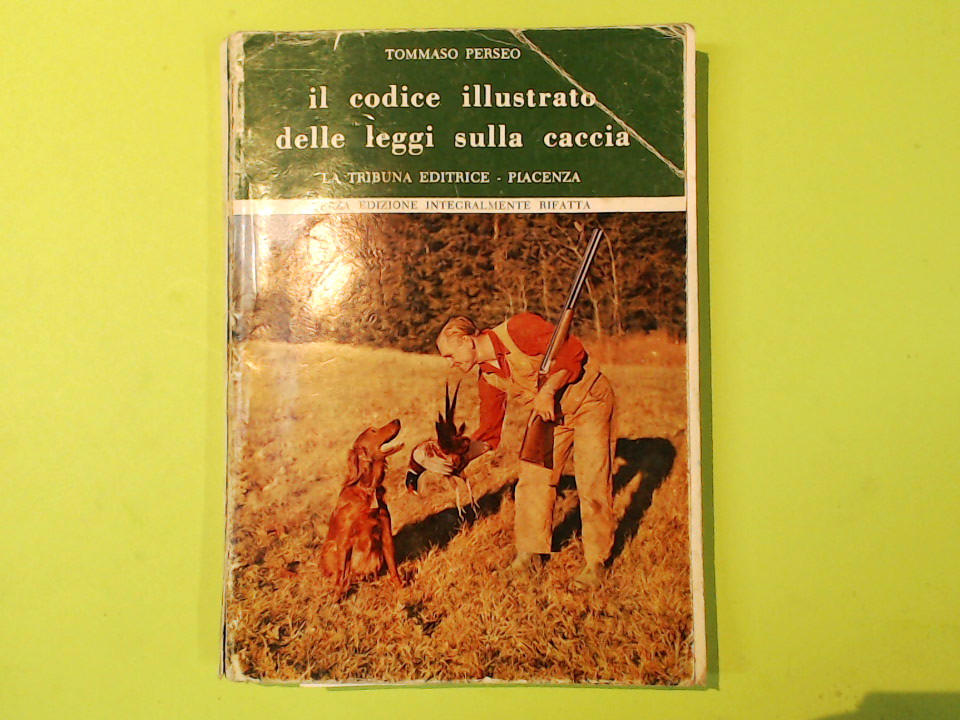 TOMMASO PERSEO
il codice illustrato
delle leggi sulla caccia
LA TRIBUNA EDITRICE - PIACENZA
EDIZIONE INTEGRALMENTE RIFATTA